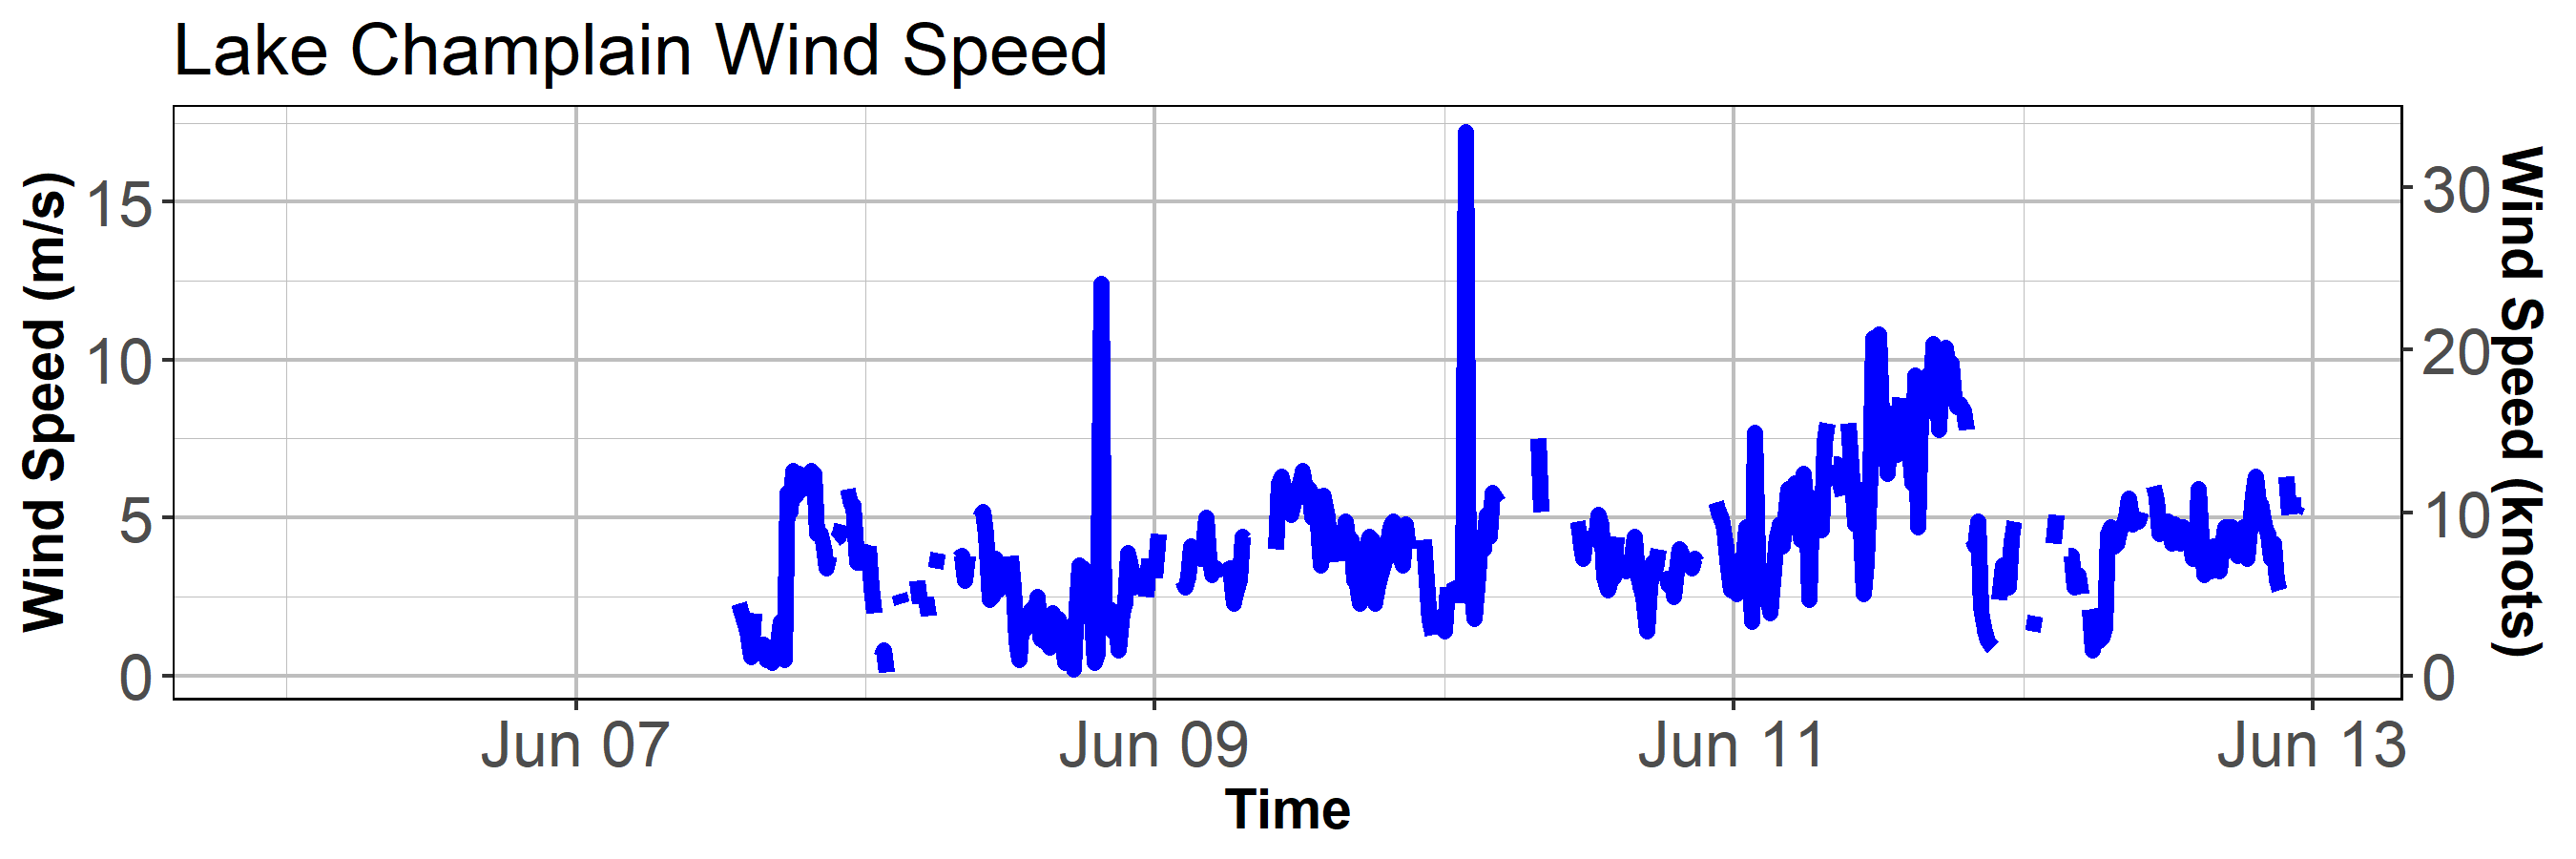 Lake Champlain Wind Speed
Wind Speed (m/s)
15
10
5
0
30
20
10
0
Wind Speed (knots)
Jun 07
Jun 09
Jun 11
Jun 13
Time